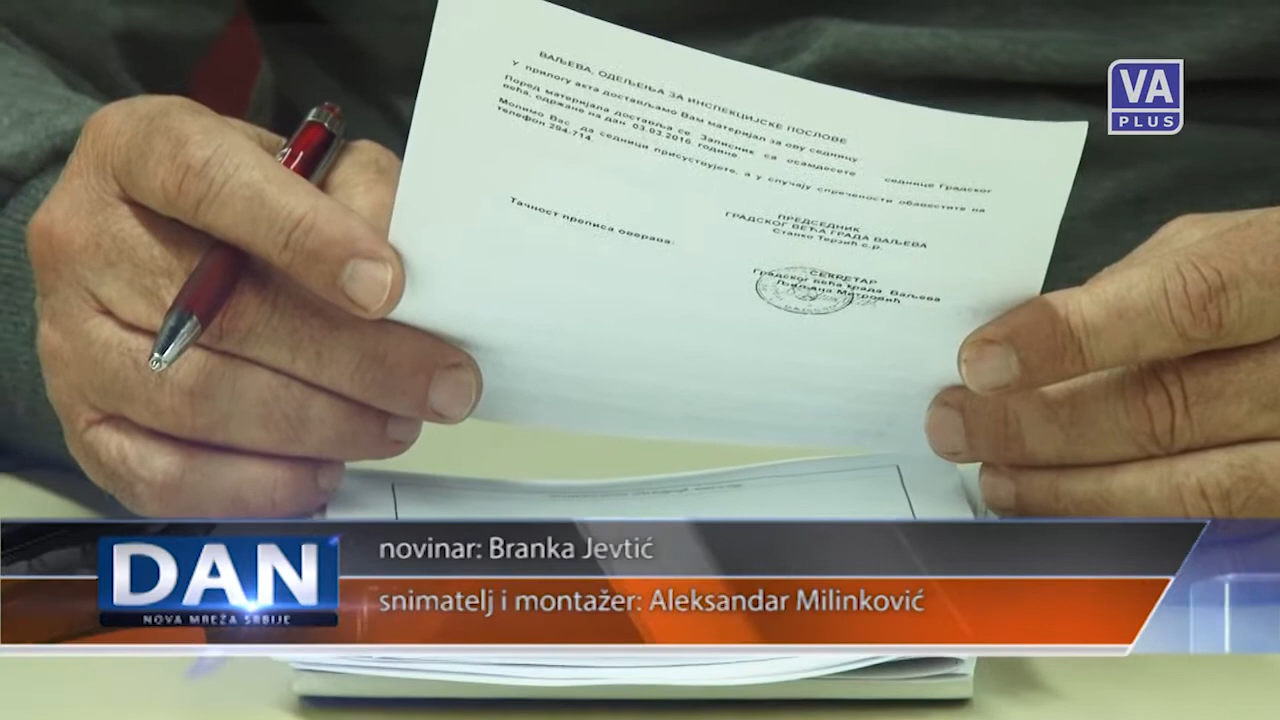 ВАЉЕВА, ОДЕЉЕЊА ЗА ИНСПЕКЦИЈСКЕ ПОСЛОВЕ
У прилогу акта достављамо Вам материјал за ову седницу
Поред материјала доставља се Записник са осамдесете седнице Градског
већа, одржане на дан 03.03.2016. године.
Молимо Вас да седници присуствујете, а у случају спречености обавестите на
телефон 294-714.
ПРЕДСЕДНИК
ГРАДСКОГ ВЕЋА ГРАДА ВАЉЕВА
Станко Терзић с.р.
Тачност преписа оверава:
СЕКРЕТАР
Градског већа града Ваљева
Љиљана Митровић
VA
PLUS
DAN
NOVA MREŽA SRBIJE
novinar: Branka Jevtić
snimatelj i montažer: Aleksandar Milinković